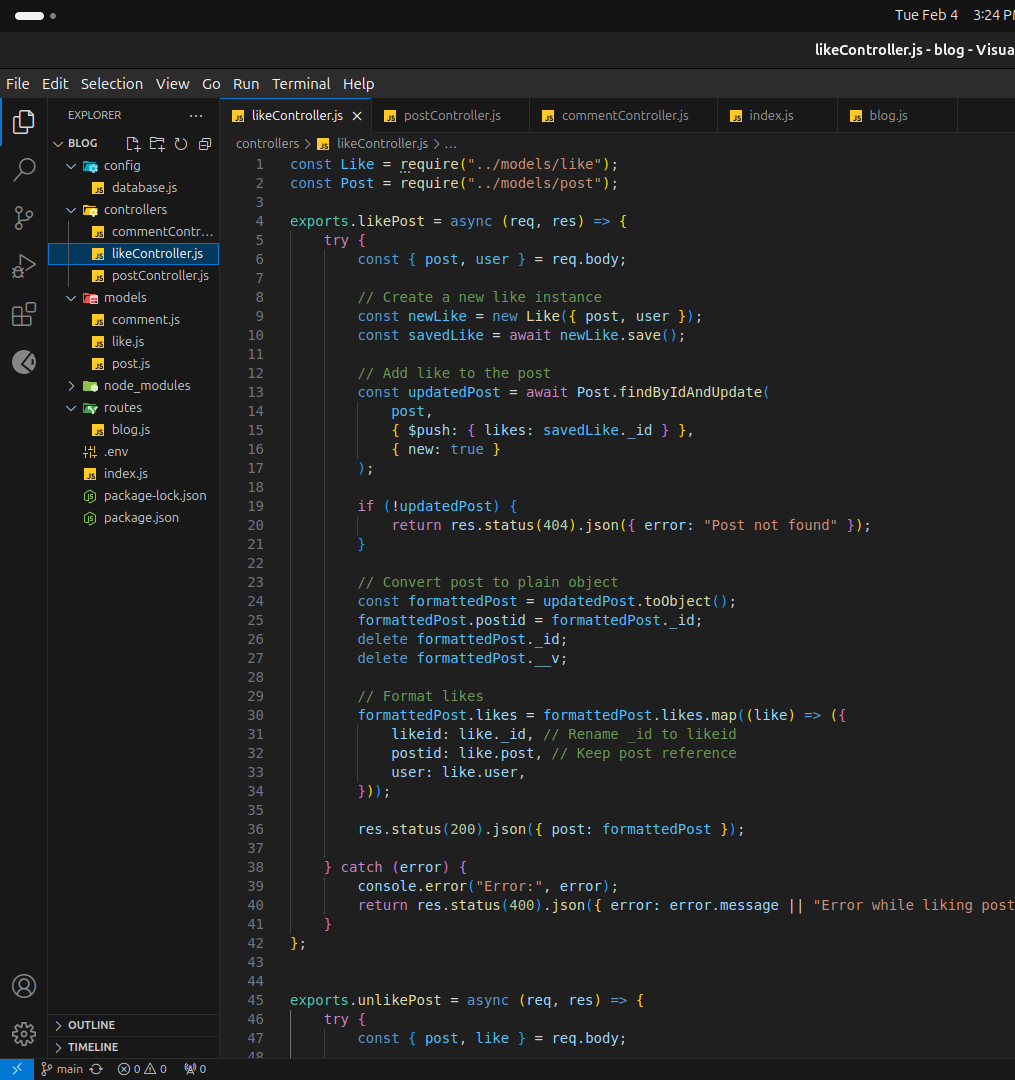 Tue Feb 4 3:24 PM
likeController.js - blog - Visua
File Edit Selection View Go Run Terminal Help
EXPLORER ...
BLOG
config
database.js
controllers
commentContr...
likeController.js
postController.js
models
comment.js
like.js
post.js
node_modules
routes
blog.js
.env
index.js
package-lock.json
package.json
OUTLINE
TIMELINE
likeController.js postController.js commentController.js index.js blog.js
controllers > likeController.js > ...
1 const Like = require("../models/like");
2 const Post = require("../models/post");
3
4 exports.likePost = async (req, res) => {
5 try {
6 const { post, user } = req.body;
7
8 // Create a new like instance
9 const newLike = new Like({ post, user });
10 const savedLike = await newLike.save();
11
12 // Add like to the post
13 const updatedPost = await Post.findByIdAndUpdate(
14 post,
15 { $push: { likes: savedLike._id } },
16 { new: true }
17 );
18
19 if (!updatedPost) {
20 return res.status(404).json({ error: "Post not found" });
21 }
22
23 // Convert post to plain object
24 const formattedPost = updatedPost.toObject();
25 formattedPost.postid = formattedPost._id;
26 delete formattedPost._id;
27 delete formattedPost.__v;
28
29 // Format likes
30 formattedPost.likes = formattedPost.likes.map((like) => ({
31 likeid: like._id, // Rename _id to likeid
32 postid: like.post, // Keep post reference
33 user: like.user,
34 }));
35
36 res.status(200).json({ post: formattedPost });
37
38 } catch (error) {
39 console.error("Error:", error);
40 return res.status(400).json({ error: error.message || "Error while liking post
41 }
42 };
43
44
45 exports.unlikePost = async (req, res) => {
46 try {
47 const { post, like } = req.body;
48
main 0 0 0